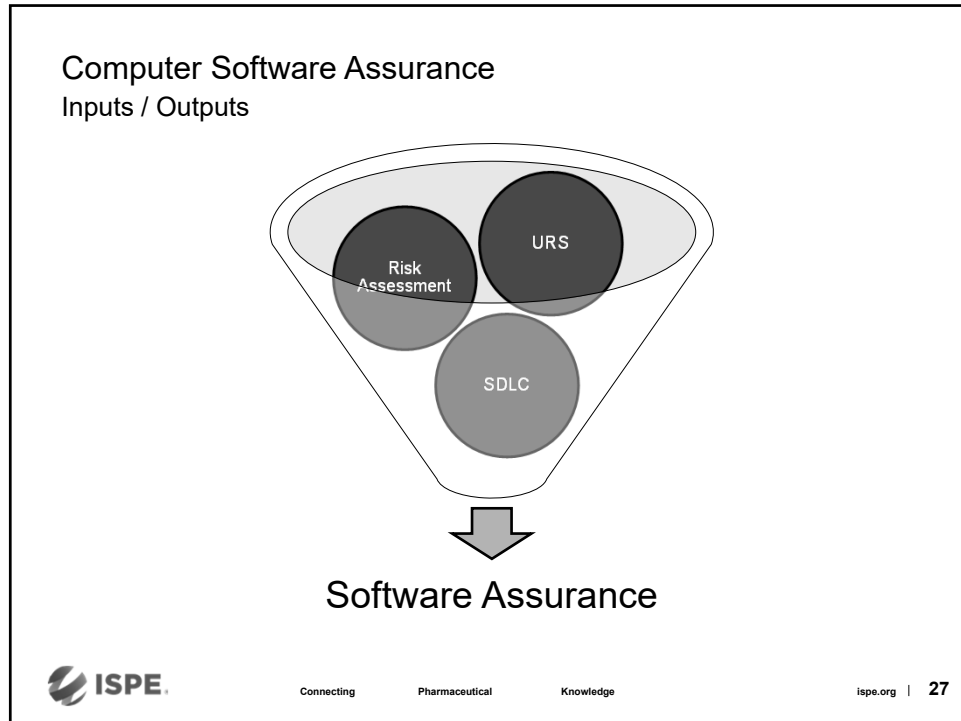 Computer Software Assurance
Inputs / Outputs
URS
Risk
Assessment
SDLC
Software Assurance
ISPE.
Connecting Pharmaceutical Knowledge
ispe.org | 27